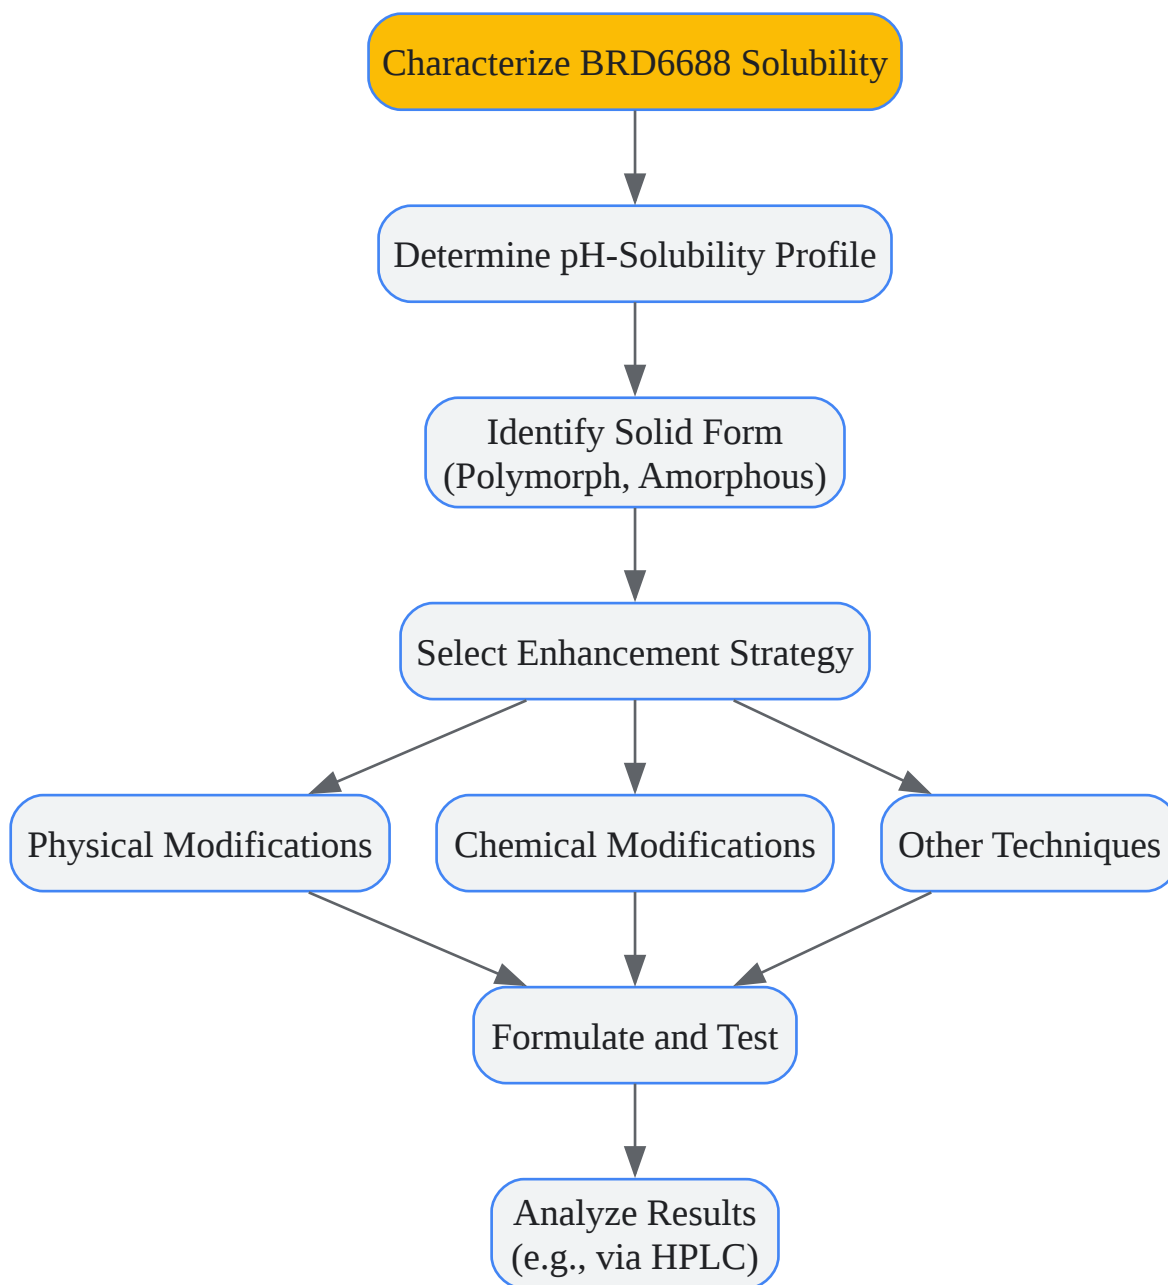 Characterize BRD6688 Solubility
Determine pH-Solubility Profile
Identify Solid Form
(Polymorph, Amorphous)
Select Enhancement Strategy
Physical Modifications
Chemical Modifications
Other Techniques
Formulate and Test
Analyze Results
(e.g., via HPLC)